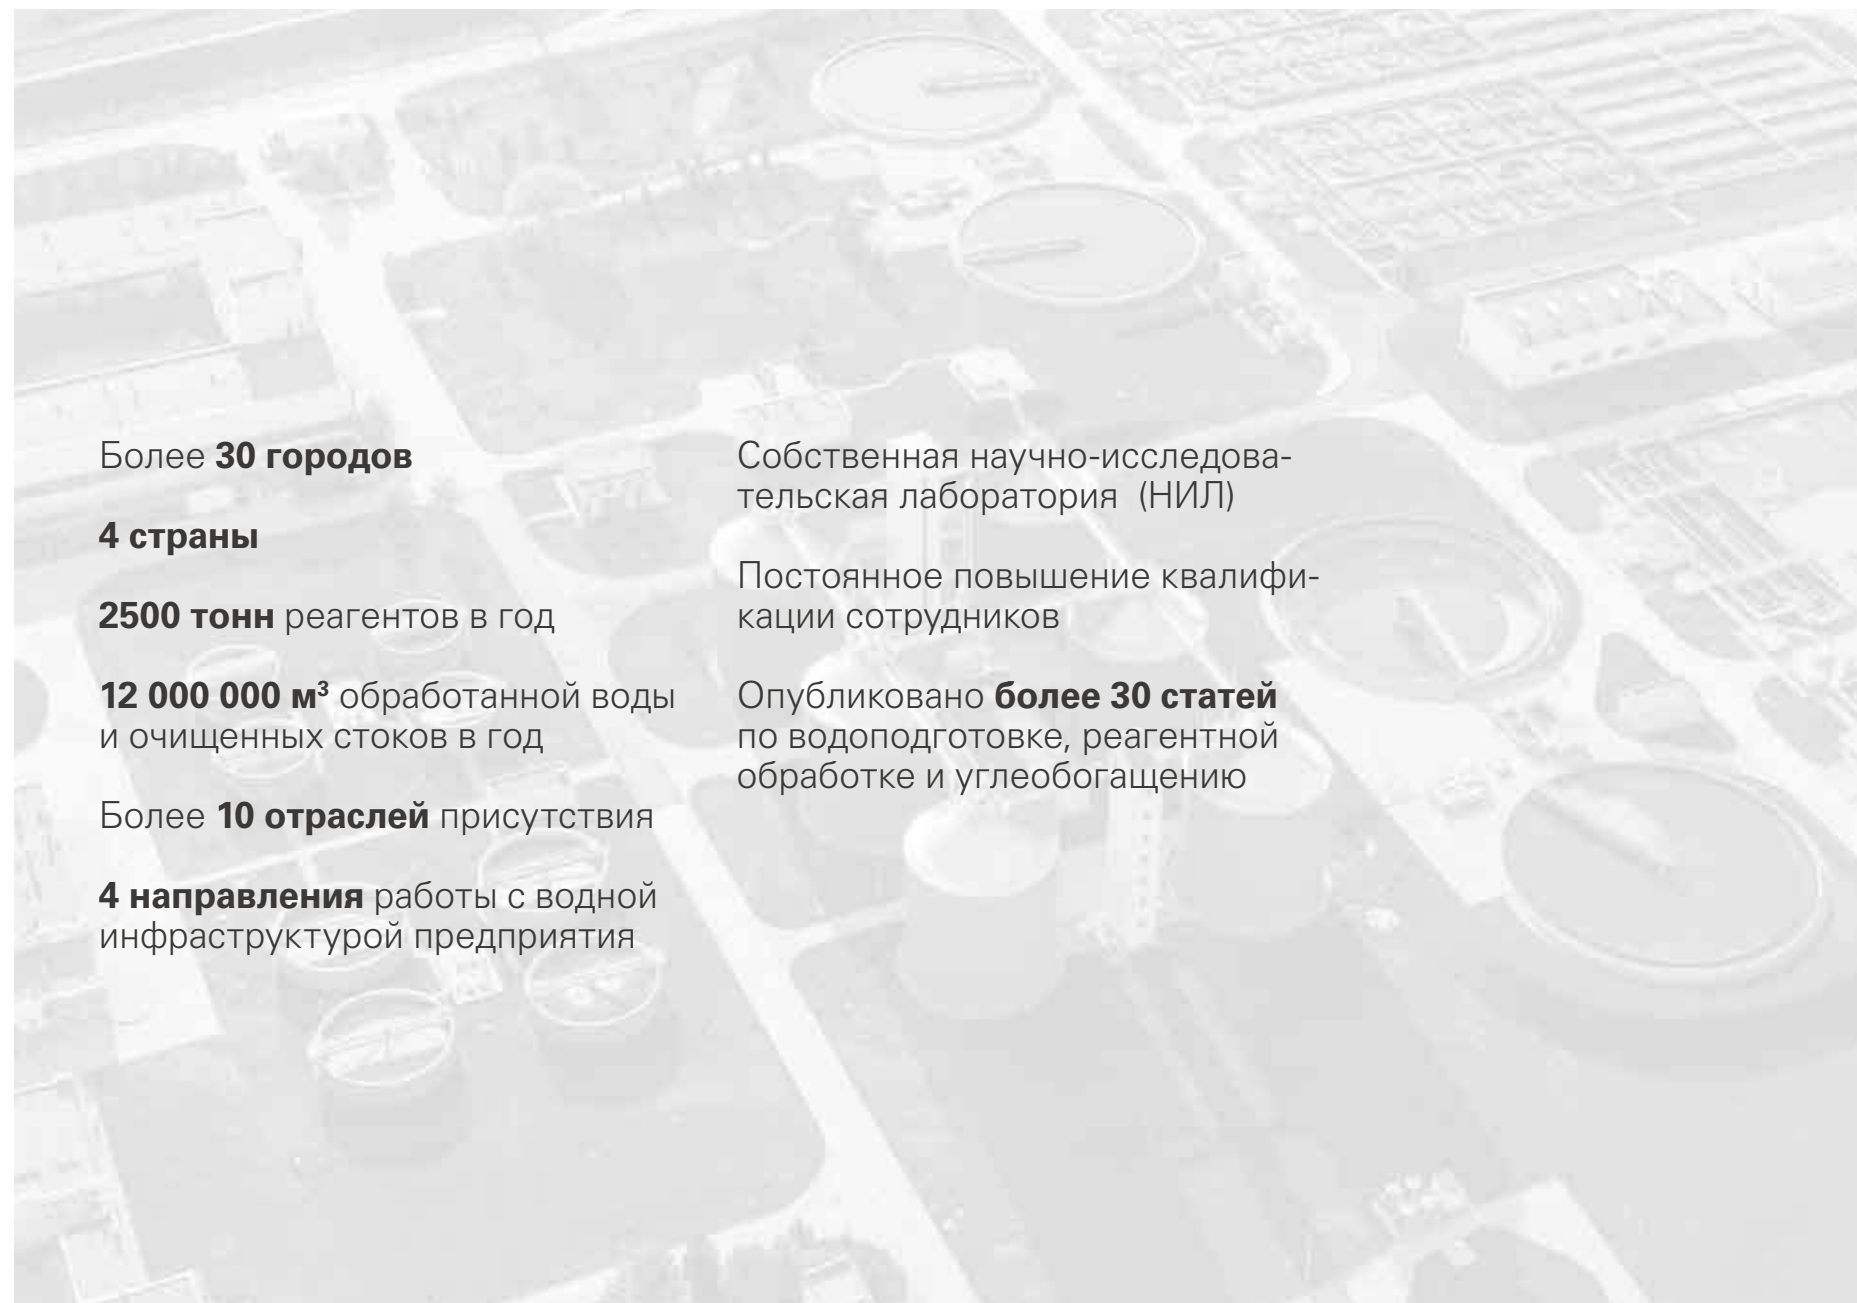 Более 30 городов
4 страны
2500 тонн реагентов в год
12 000 000 м³ обработанной воды
и очищенных стоков в год
Более 10 отраслей присутствия
4 направления работы с водной
инфраструктурой предприятия
Собственная научно-исследова-
тельская лаборатория (НИЛ)
Постоянное повышение квалифи-
кации сотрудников
Опубликовано более 30 статей
по водоподготовке, реагентной
обработке и углеобогащению